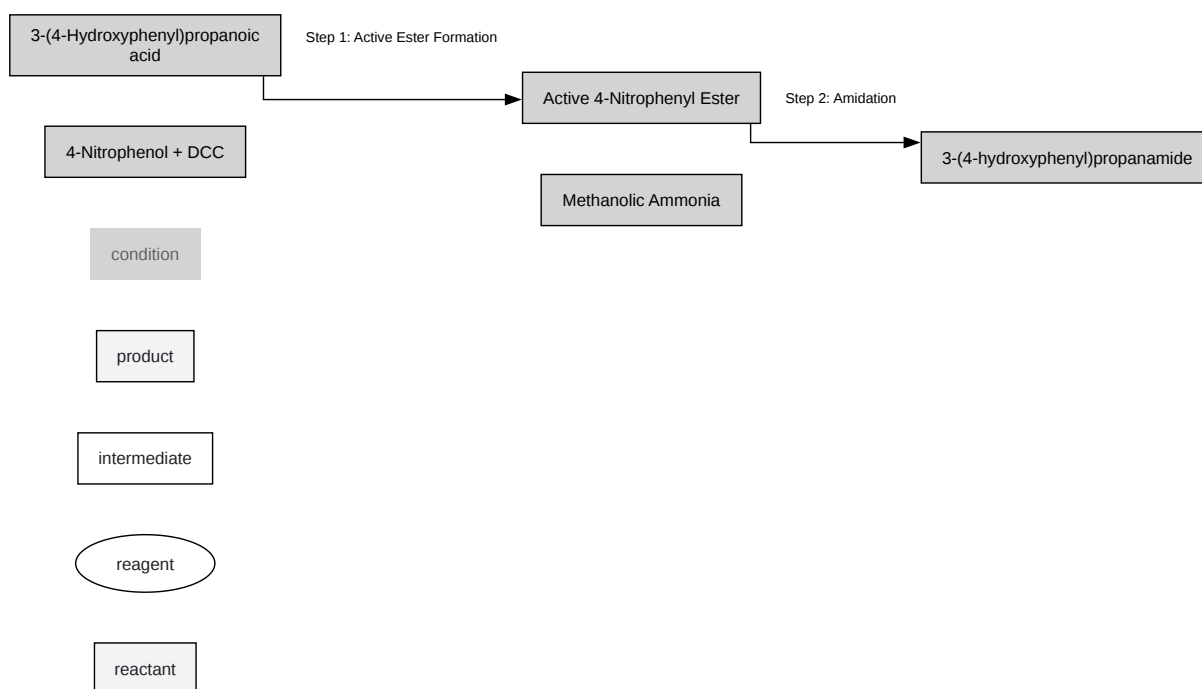 3-(4-Hydroxyphenyl)propanoic
acid
Step 1: Active Ester Formation
Active 4-Nitrophenyl Ester
Step 2: Amidation
4-Nitrophenol + DCC
3-(4-hydroxyphenyl)propanamide
Methanolic Ammonia
condition
product
intermediate
reagent
reactant